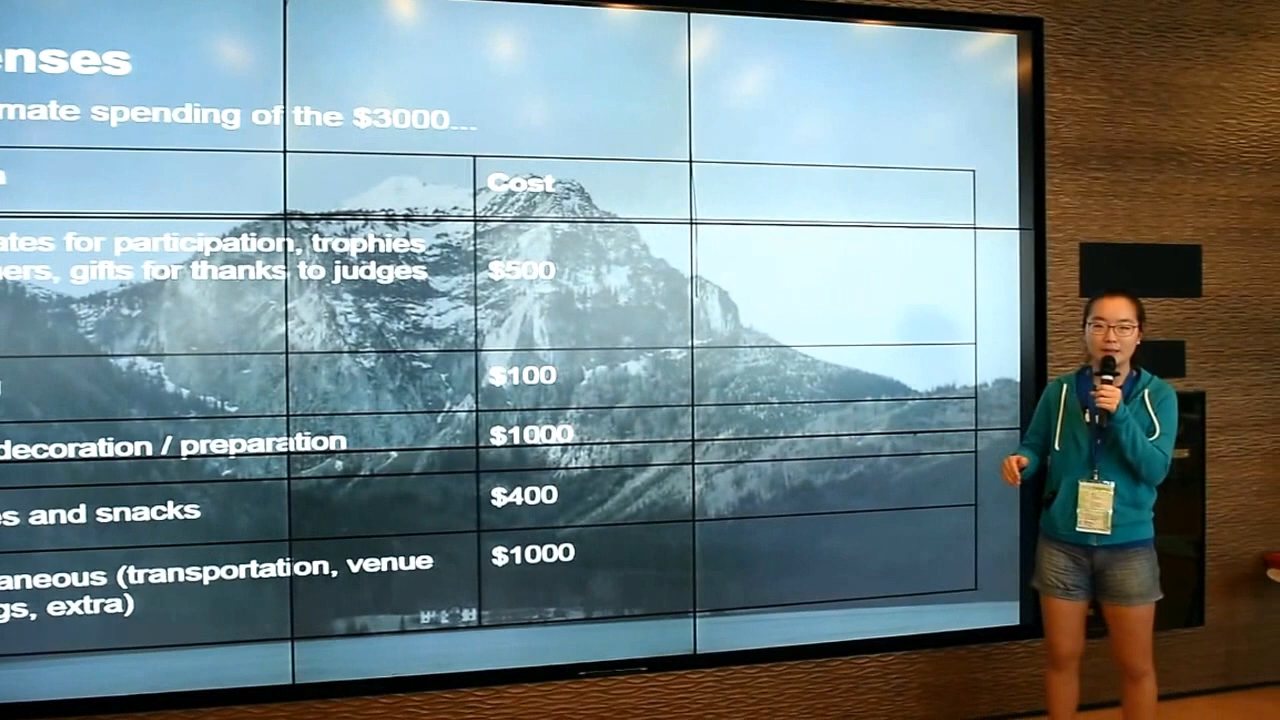 enses
mate spending of the $3000...
Cost
ates for participation, trophies
ers, gifts for thanks to judges
$500
$100
decoration / preparation
$1000
es and snacks
$400
aneous (transportation, venue
gs, extra)
$1000